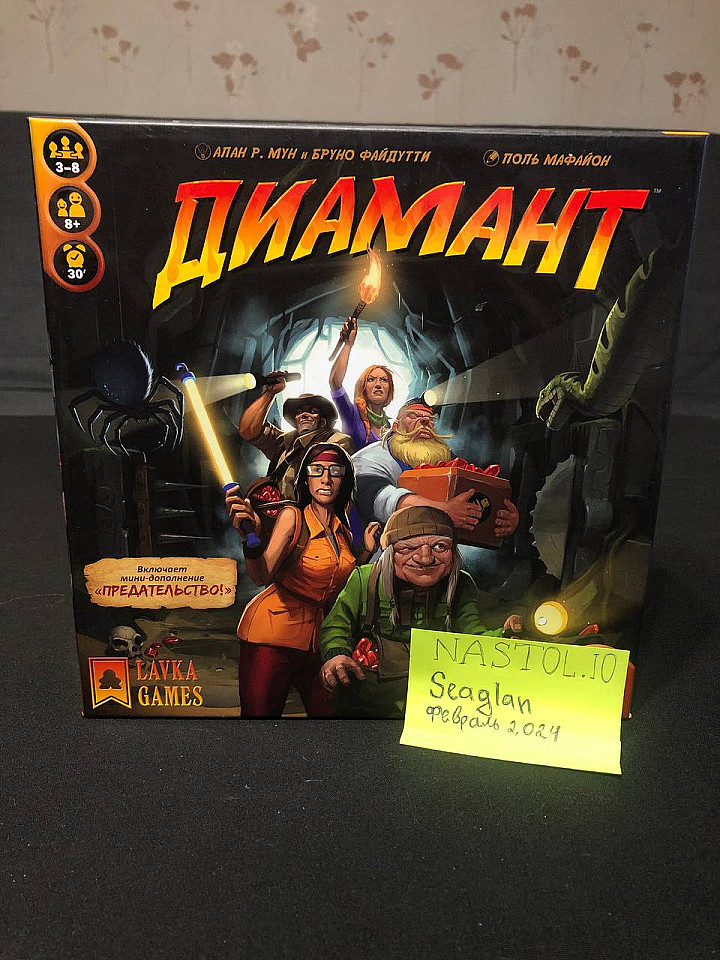 3–8
8+
30'
АЛАН Р. МУН и БРУНО ФАЙДУТТИ
ПОЛЬ МАФАЙОН
ДИАМАНТ™
Включает
мини-дополнение
«ПРЕДАТЕЛЬСТВО!»
LAVKA
GAMES
NASTOL.IO
Seaglan
февраль 2024